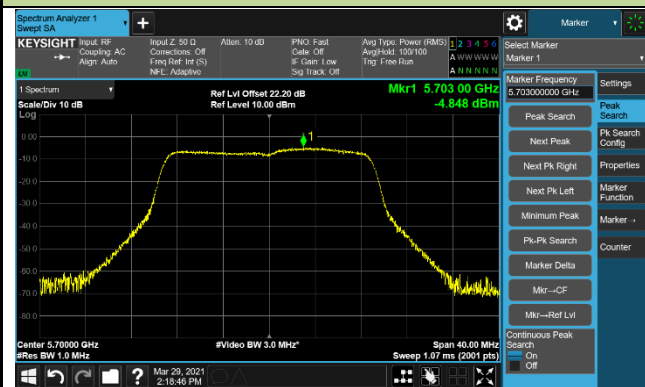 Spectrum Analyzer 1
Swept SA
+
Marker
KEYSIGHT
Input: RF
Coupling: AC
Align: Auto
Input Z: 50 Ω
Corrections: Off
Freq Ref: Int (S)
NFE: Adaptive
Atten: 10 dB
PNO: Fast
Gate: Off
IF Gain: Low
Sig Track: Off
Avg Type: Power (RMS)
Avg|Hold: 100/100
Trig: Free Run
1 2 3 4 5 6
A W W W W W
A N N N N N
Select Marker
Marker 1
LXI
1 Spectrum
Scale/Div 10 dB
Log
Ref Lvl Offset 22.20 dB
Ref Level 10.00 dBm
Mkr1 5.703 00 GHz
-4.848 dBm
1
0.00
-10.0
-20.0
-30.0
-40.0
-50.0
-60.0
-70.0
-80.0
Center 5.70000 GHz
#Res BW 1.0 MHz
#Video BW 3.0 MHz*
Span 40.00 MHz
Sweep 1.07 ms (2001 pts)
Marker Frequency
5.703000000 GHz
Peak Search
Next Peak
Next Pk Right
Next Pk Left
Minimum Peak
Pk-Pk Search
Marker Delta
Mkr→CF
Mkr→Ref Lvl
Continuous Peak
Search
On
Off
Settings
Peak
Search
Pk Search
Config
Properties
Marker
Function
Marker→
Counter
?
Mar 29, 2021
2:18:46 PM